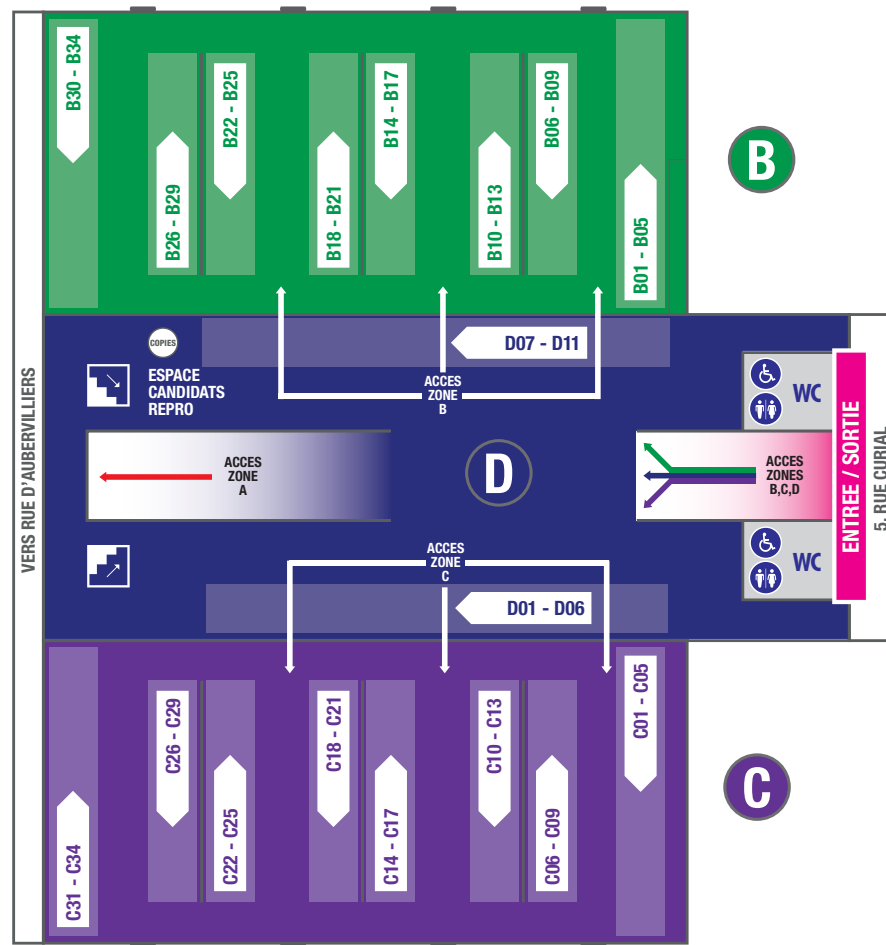 B30 - B34
B26 - B29
B22 - B25
B18 - B21
B14 - B17
B10 - B13
B06 - B09
B01 - B05
B
VERS RUE D'AUBERVILLIERS
COPIES
ESPACE
CANDIDATS
REPRO
D07 - D11
ACCES
ZONE
B
WC
ACCES
ZONE
A
D
ACCES
ZONES
B,C,D
ENTREE / SORTIE
5, RUE CURIAL
ACCES
ZONE
C
WC
D01 - D06
C31 - C34
C26 - C29
C22 - C25
C18 - C21
C14 - C17
C10 - C13
C06 - C09
C01 - C05
C